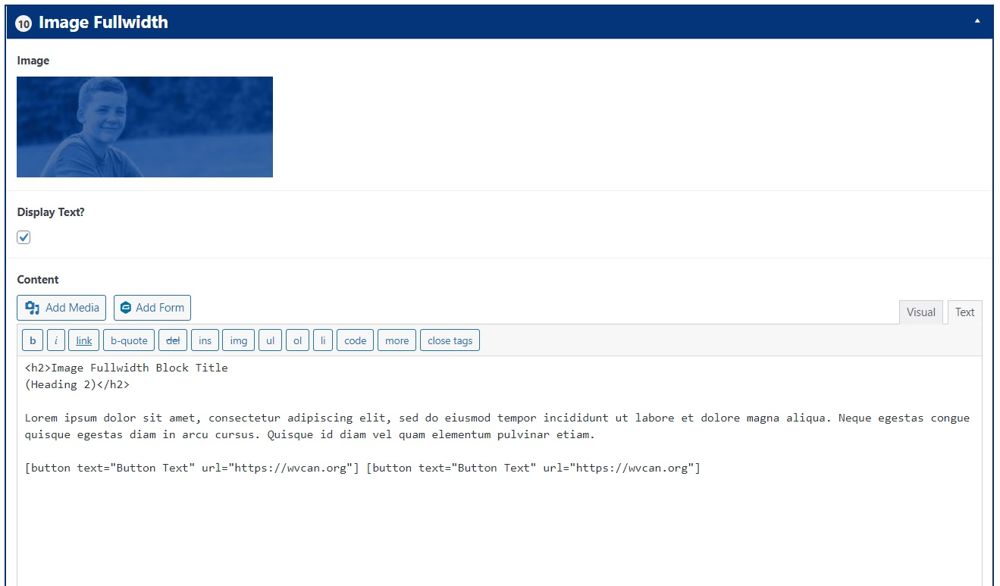 10 Image Fullwidth
Image
Display Text?
Content
Add Media Add Form Visual Text
b i link b-quote del ins img ul ol li code more close tags
<h2>Image Fullwidth Block Title
(Heading 2)</h2>
Lorem ipsum dolor sit amet, consectetur adipiscing elit, sed do eiusmod tempor incididunt ut labore et dolore magna aliqua. Neque egestas congue
quisque egestas diam in arcu cursus. Quisque id diam vel quam elementum pulvinar etiam.
[button text="Button Text" url="https://wvcan.org"] [button text="Button Text" url="https://wvcan.org"]